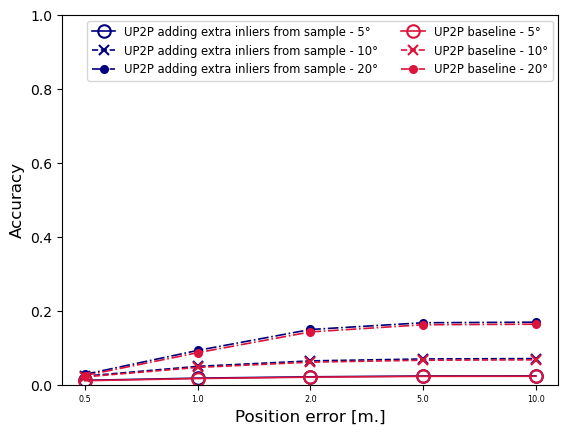 UP2P adding extra inliers from sample - 5° UP2P baseline - 5°
UP2P adding extra inliers from sample - 10° UP2P baseline - 10°
UP2P adding extra inliers from sample - 20° UP2P baseline - 20°
1.0
0.8
0.6
0.4
0.2
0.0
Accuracy
0.5 1.0 2.0 5.0 10.0
Position error [m.]